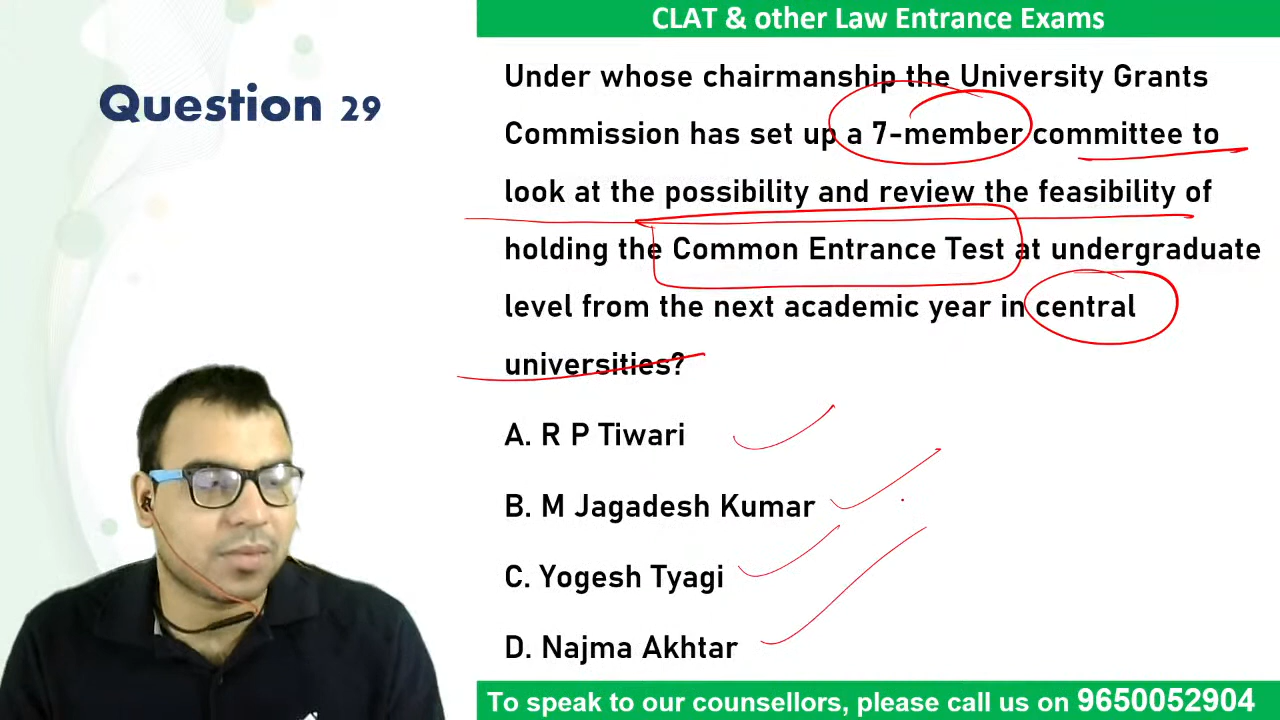 CLAT & other Law Entrance Exams
Question 29
Under whose chairmanship the University Grants
Commission has set up a 7-member committee to
look at the possibility and review the feasibility of
holding the Common Entrance Test at undergraduate
level from the next academic year in central
universities?
A. R P Tiwari
B. M Jagadesh Kumar
C. Yogesh Tyagi
D. Najma Akhtar
To speak to our counsellors, please call us on 9650052904